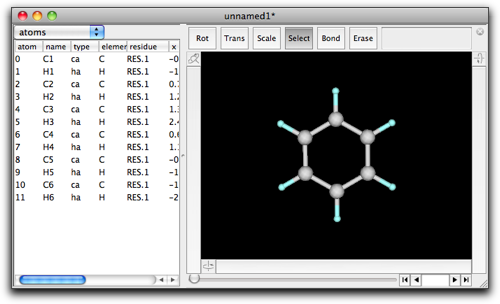 unnamed1*
atoms
Rot Trans Scale Select Bond Erase
atom name type elemer residue x
0 C1 ca C RES.1 -0
1 H1 ha H RES.1 -1
2 C2 ca C RES.1 0.
3 H2 ha H RES.1 1.2
4 C3 ca C RES.1 1.
5 H3 ha H RES.1 2.4
6 C4 ca C RES.1 0.6
7 H4 ha H RES.1 1.
8 C5 ca C RES.1 -0
9 H5 ha H RES.1 -1
10 C6 ca C RES.1 -1
11 H6 ha H RES.1 -2